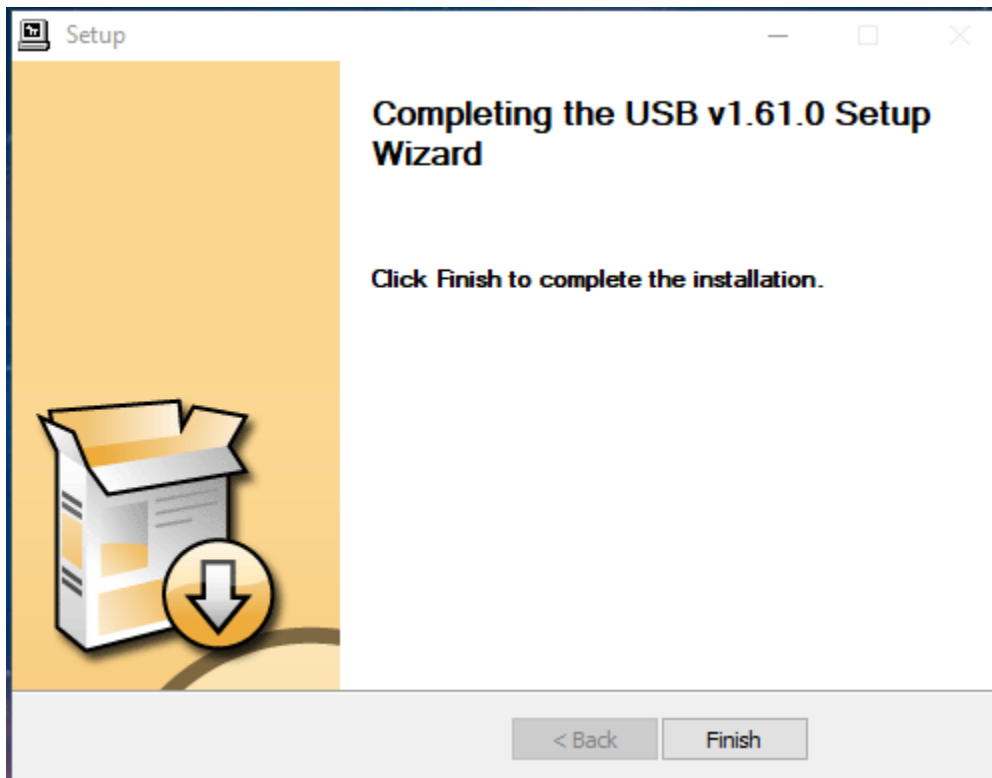 Setup
Completing the USB v1.61.0 Setup
Wizard
Click Finish to complete the installation.
< Back
Finish